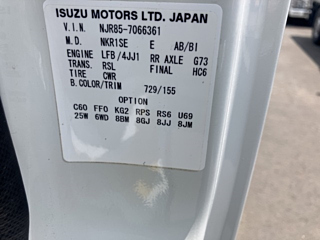 ISUZU MOTORS LTD. JAPAN
V.I.N. NJR85-7066361
M.D. NKR1SE E AB/BI
ENGINE LFB/4JJ1 RR AXLE G73
TRANS. RSL FINAL HC6
TIRE CWR
B.COLOR/TRIM 729/155
OPTION
C60 FFO KG2 RPS RS6 U69
25W 6WD 8BM 8GJ 8JJ 8JM